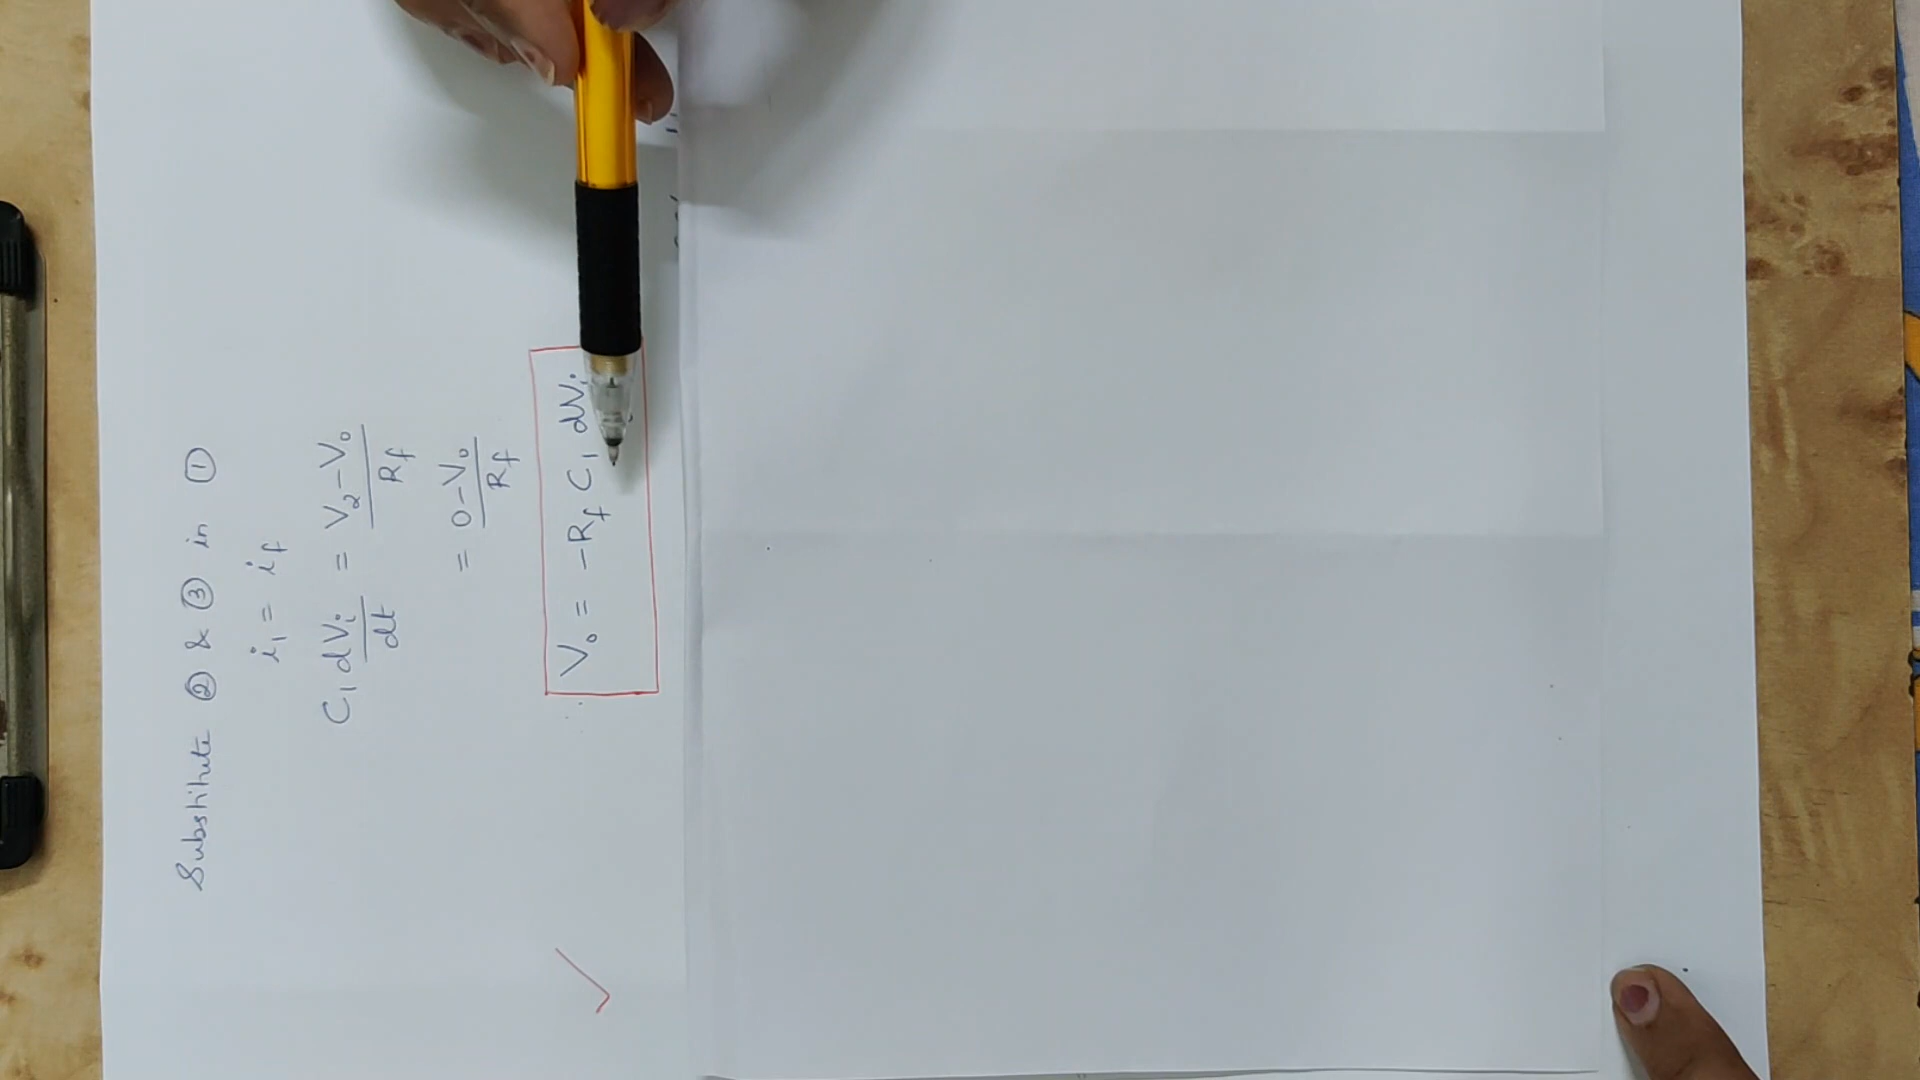 Substitute ② & ③ in ①
i₁ = i_f
C₁ dVᵢ/dt = (V₂ - V₀)/R_f
= (0 - V₀)/R_f
V₀ = -R_f C₁ dVᵢ